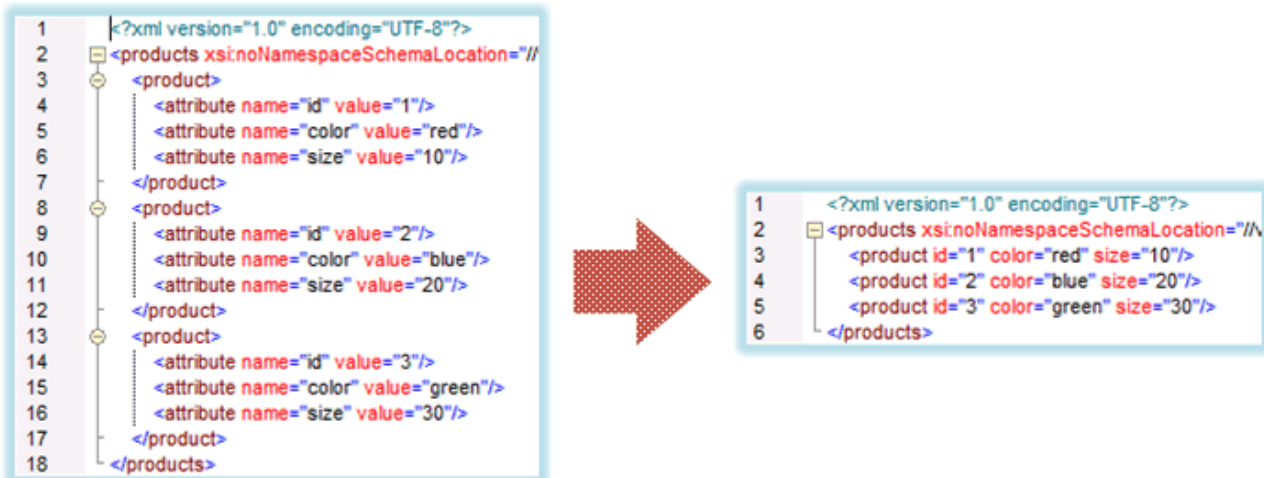 1 <?xml version="1.0" encoding="UTF-8"?>
2 <products xsi:noNamespaceSchemaLocation="//
3 <product>
4 <attribute name="id" value="1"/>
5 <attribute name="color" value="red"/>
6 <attribute name="size" value="10"/>
7 </product>
8 <product>
9 <attribute name="id" value="2"/>
10 <attribute name="color" value="blue"/>
11 <attribute name="size" value="20"/>
12 </product>
13 <product>
14 <attribute name="id" value="3"/>
15 <attribute name="color" value="green"/>
16 <attribute name="size" value="30"/>
17 </product>
18 </products>
1 <?xml version="1.0" encoding="UTF-8"?>
2 <products xsi:noNamespaceSchemaLocation="//
3 <product id="1" color="red" size="10"/>
4 <product id="2" color="blue" size="20"/>
5 <product id="3" color="green" size="30"/>
6 </products>